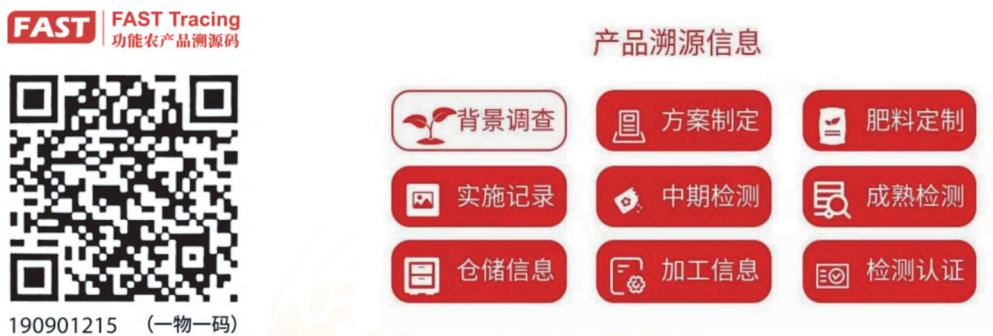 FAST
FAST Tracing
功能农产品溯源码
190901215 （一物一码）
产品溯源信息
背景调查
方案制定
肥料定制
实施记录
中期检测
成熟检测
仓储信息
加工信息
检测认证